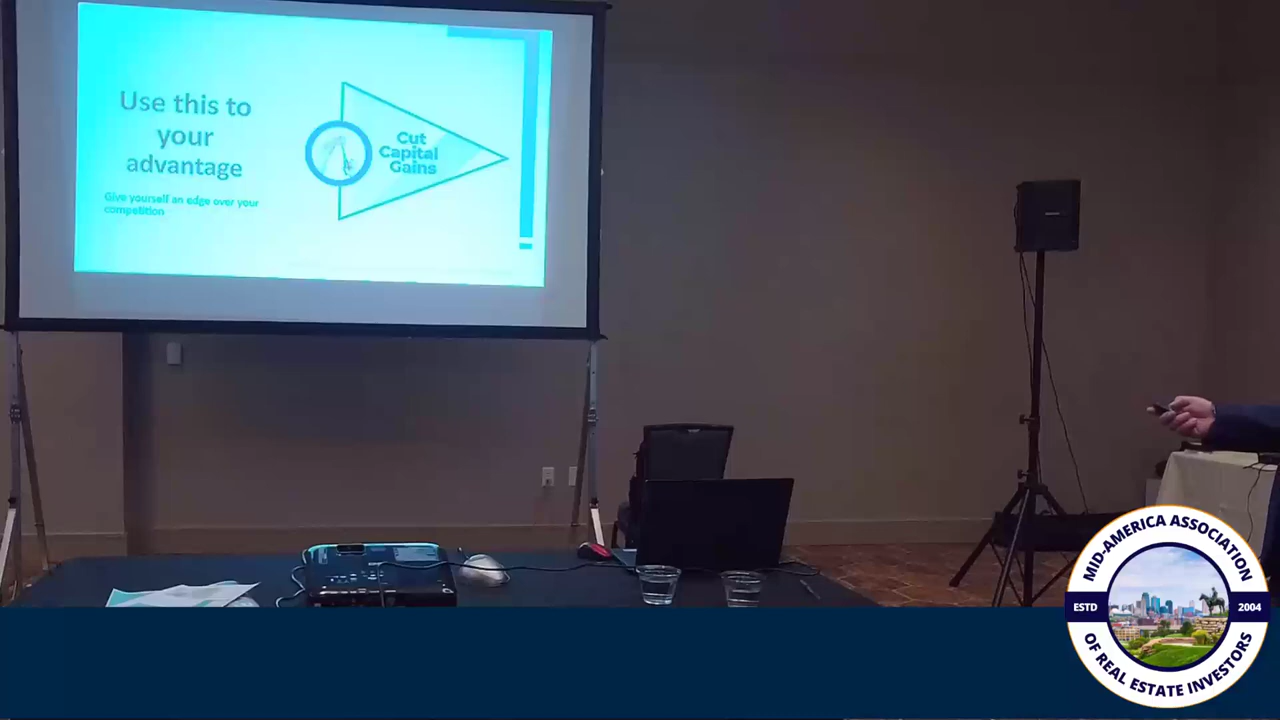 Use this to
your
advantage
Give yourself an edge over your
competition
Cut
Capital
Gains
MID-AMERICA ASSOCIATION
ESTD
2004
OF REAL ESTATE INVESTORS